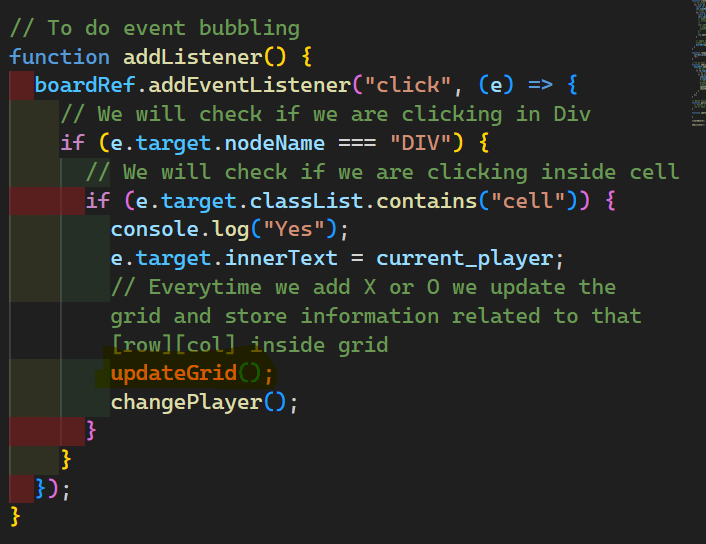 // To do event bubbling
function addListener() {
boardRef.addEventListener("click", (e) => {
// We will check if we are clicking in Div
if (e.target.nodeName === "DIV") {
// We will check if we are clicking inside cell
if (e.target.classList.contains("cell")) {
console.log("Yes");
e.target.innerText = current_player;
// Everytime we add X or O we update the
grid and store information related to that
[row][col] inside grid
updateGrid();
changePlayer();
}
}
});
}